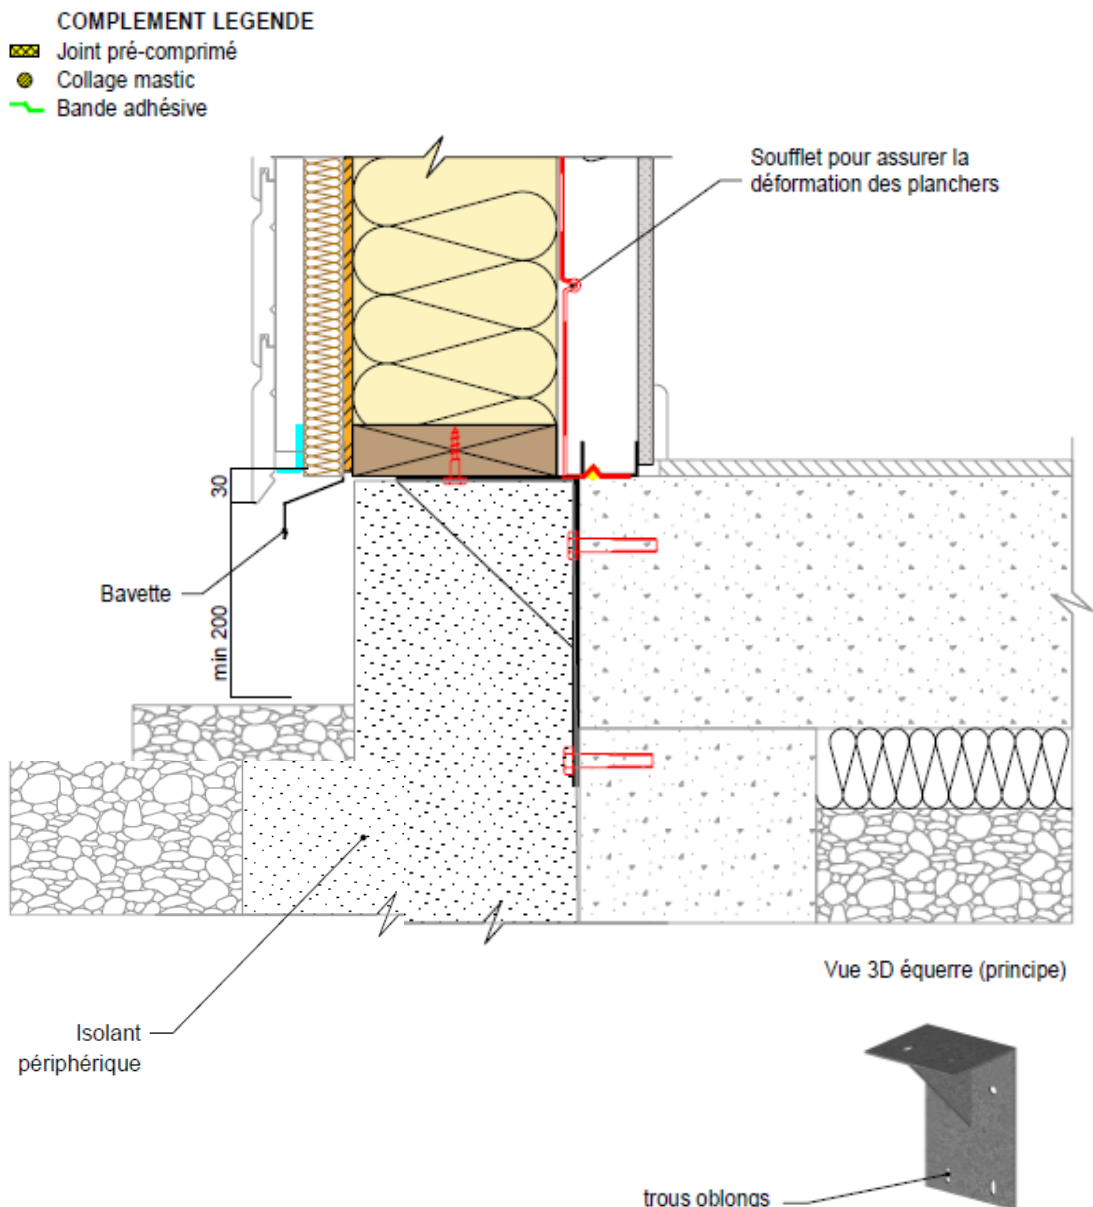 COMPLEMENT LEGENDE
Joint pré-comprimé
Collage mastic
Bande adhésive
Soufflet pour assurer la
déformation des planchers
30
Bavette
min 200
Vue 3D équerre (principe)
Isolant
périphérique
trous oblongs